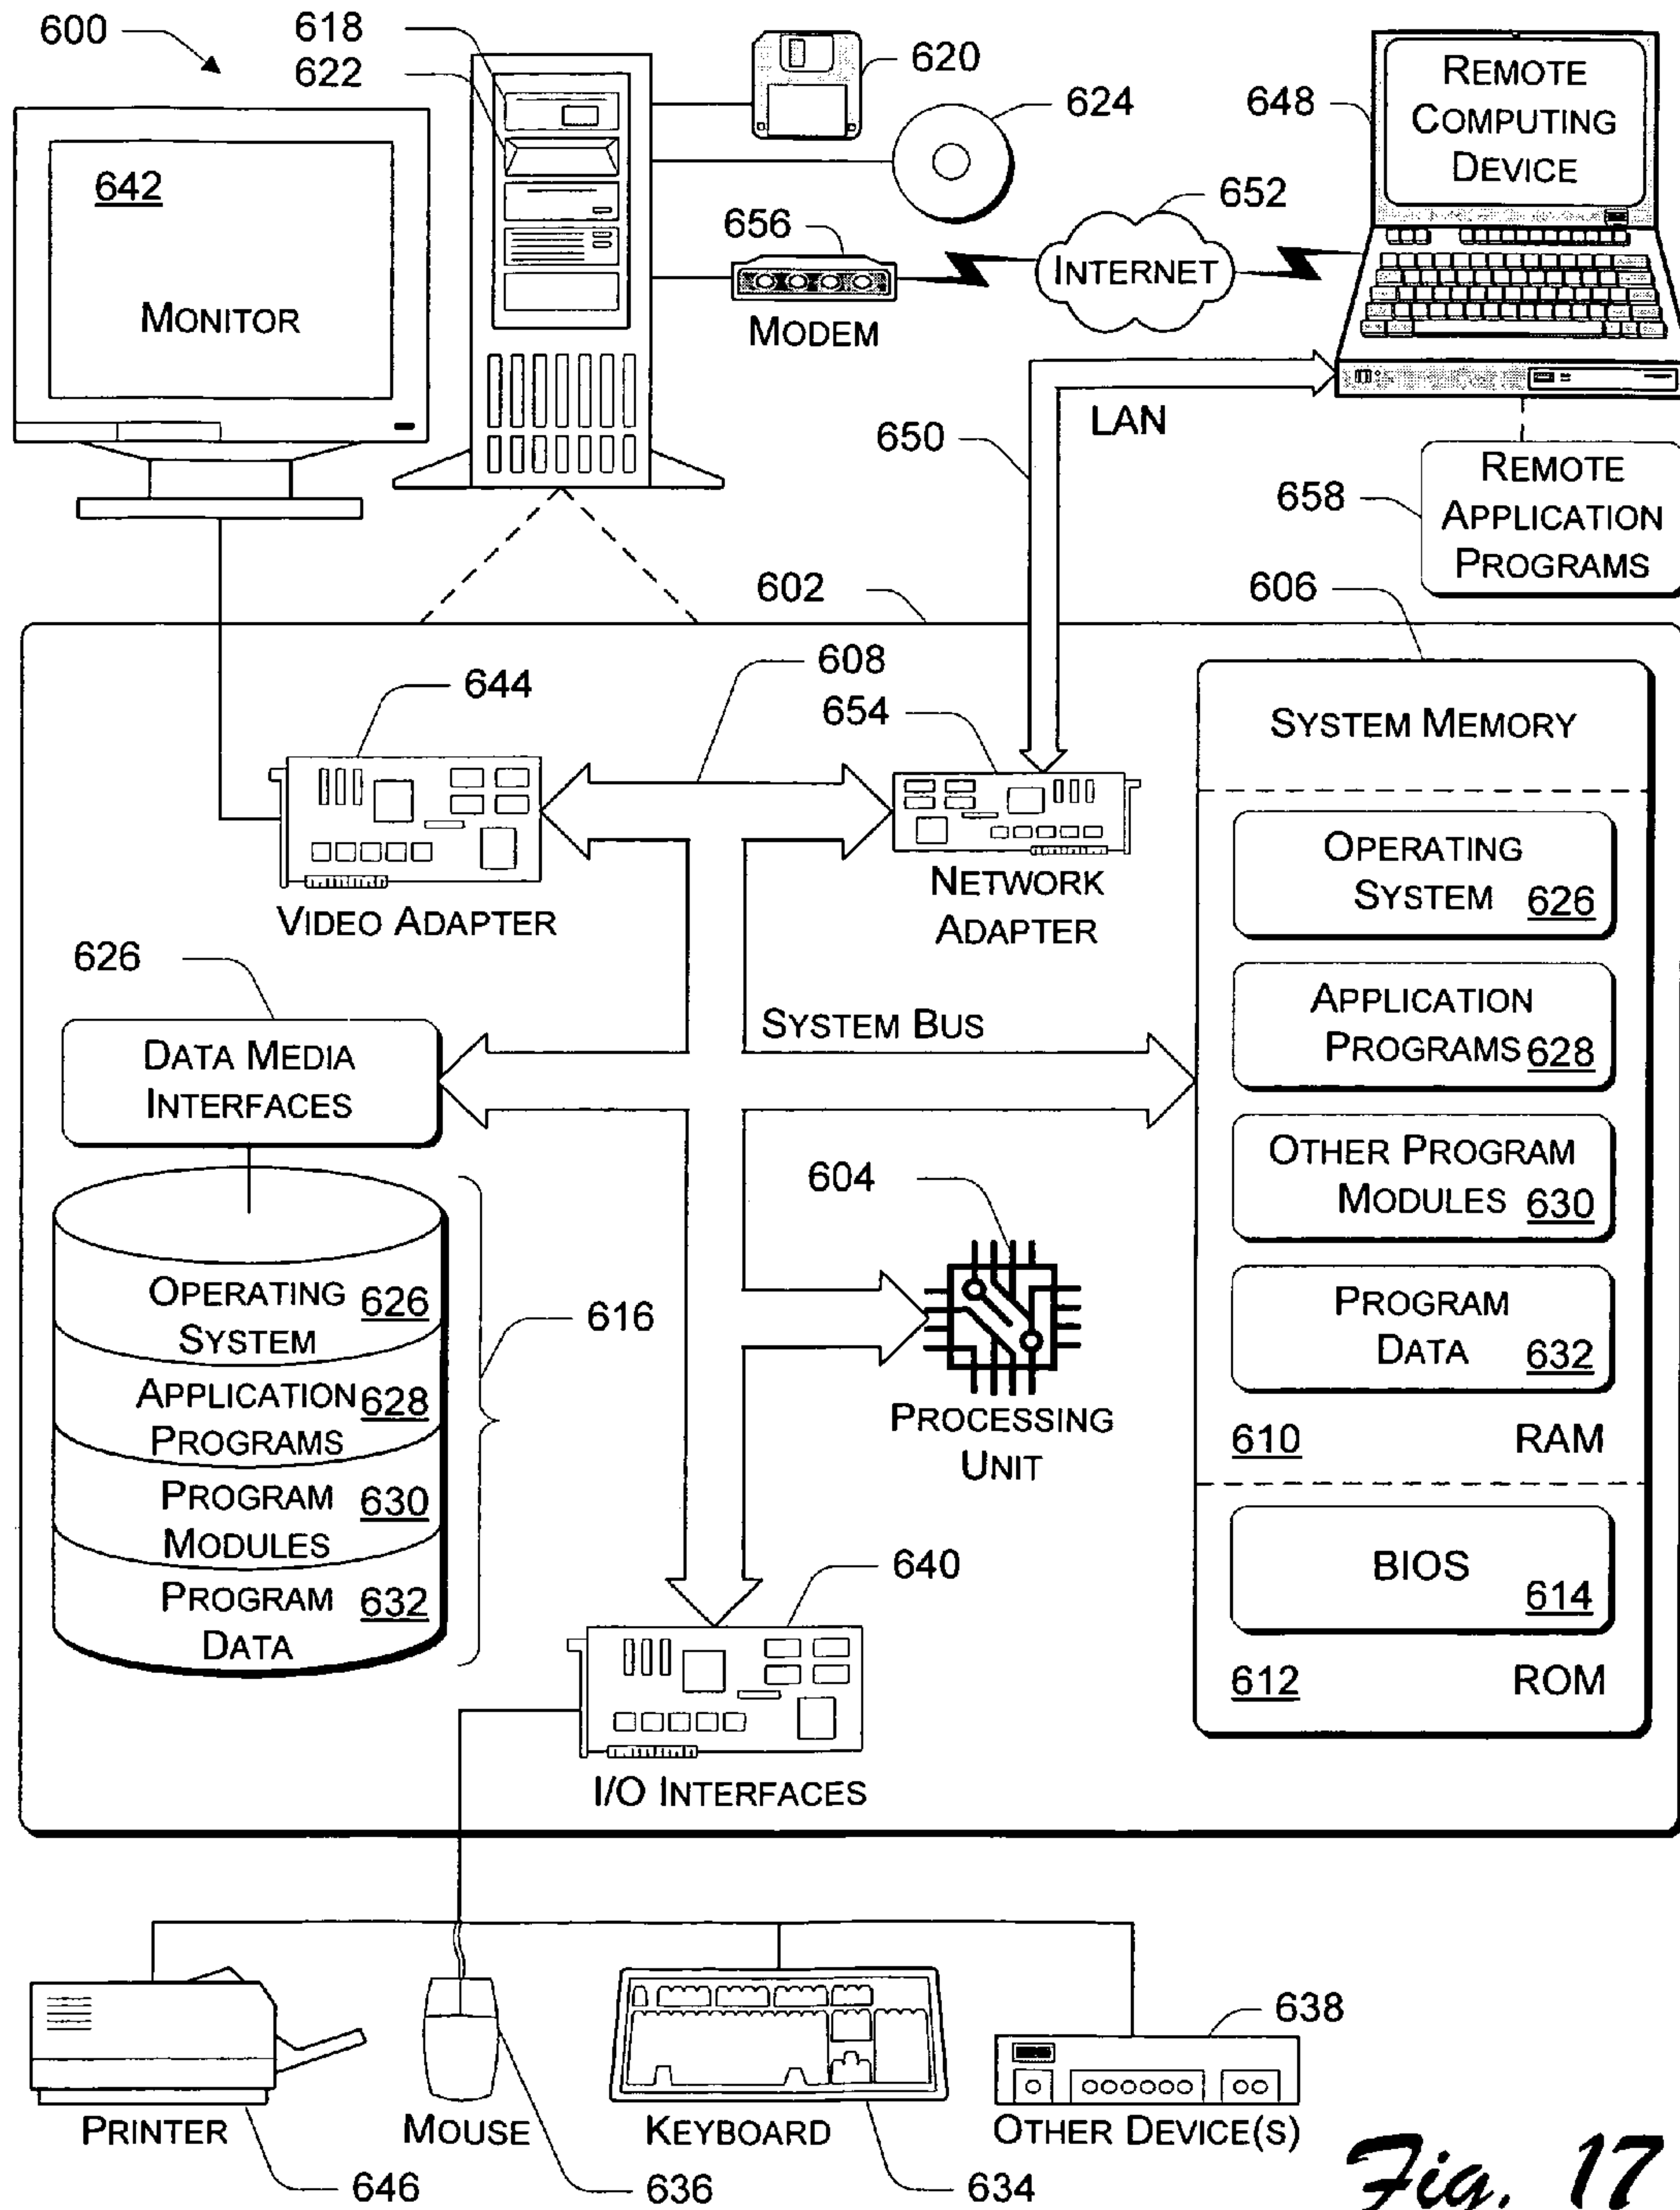 600
618
622
620
624
648
REMOTE
COMPUTING
DEVICE
642
MONITOR
656
MODEM
652
INTERNET
650
LAN
658
REMOTE
APPLICATION
PROGRAMS
602
606
608
644
654
VIDEO ADAPTER
NETWORK
ADAPTER
SYSTEM MEMORY
OPERATING
SYSTEM 626
APPLICATION
PROGRAMS 628
OTHER PROGRAM
MODULES 630
PROGRAM
DATA 632
610 RAM
BIOS
614
612 ROM
626
DATA MEDIA
INTERFACES
SYSTEM BUS
604
PROCESSING
UNIT
OPERATING 626
SYSTEM
APPLICATION 628
PROGRAMS
PROGRAM 630
MODULES
PROGRAM 632
DATA
616
640
I/O INTERFACES
PRINTER
646
MOUSE
636
KEYBOARD
634
638
OTHER DEVICE(S)
Fig. 17